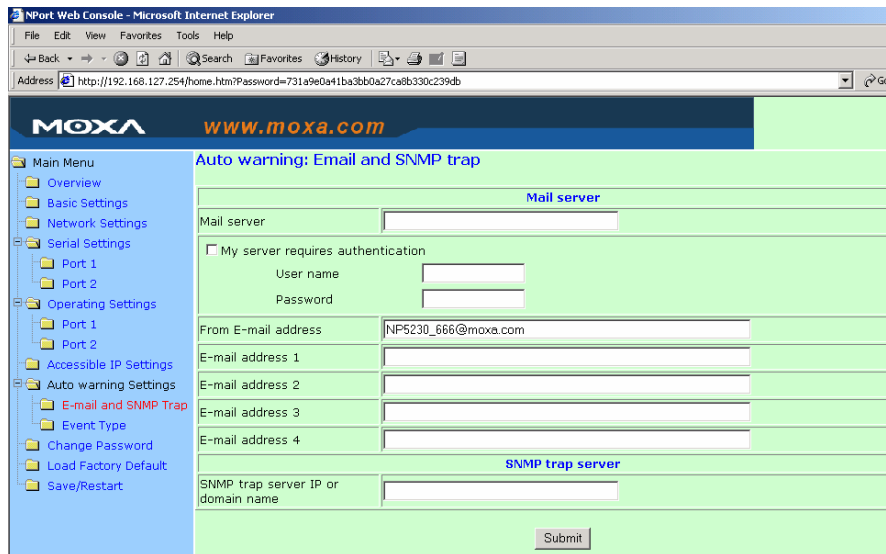 NPort Web Console - Microsoft Internet Explorer
File Edit View Favorites Tools Help
Back Search Favorites History
Address http://192.168.127.254/home.htm?Password=731a9e0a41ba3bb0a27ca8b330c239db
MOXA www.moxa.com
Main Menu
Overview
Basic Settings
Network Settings
Serial Settings
Port 1
Port 2
Operating Settings
Port 1
Port 2
Accessible IP Settings
Auto warning Settings
E-mail and SNMP Trap
Event Type
Change Password
Load Factory Default
Save/Restart
Auto warning: Email and SNMP trap
Mail server
Mail server
My server requires authentication
User name
Password
From E-mail address NP5230_666@moxa.com
E-mail address 1
E-mail address 2
E-mail address 3
E-mail address 4
SNMP trap server
SNMP trap server IP or
domain name
Submit